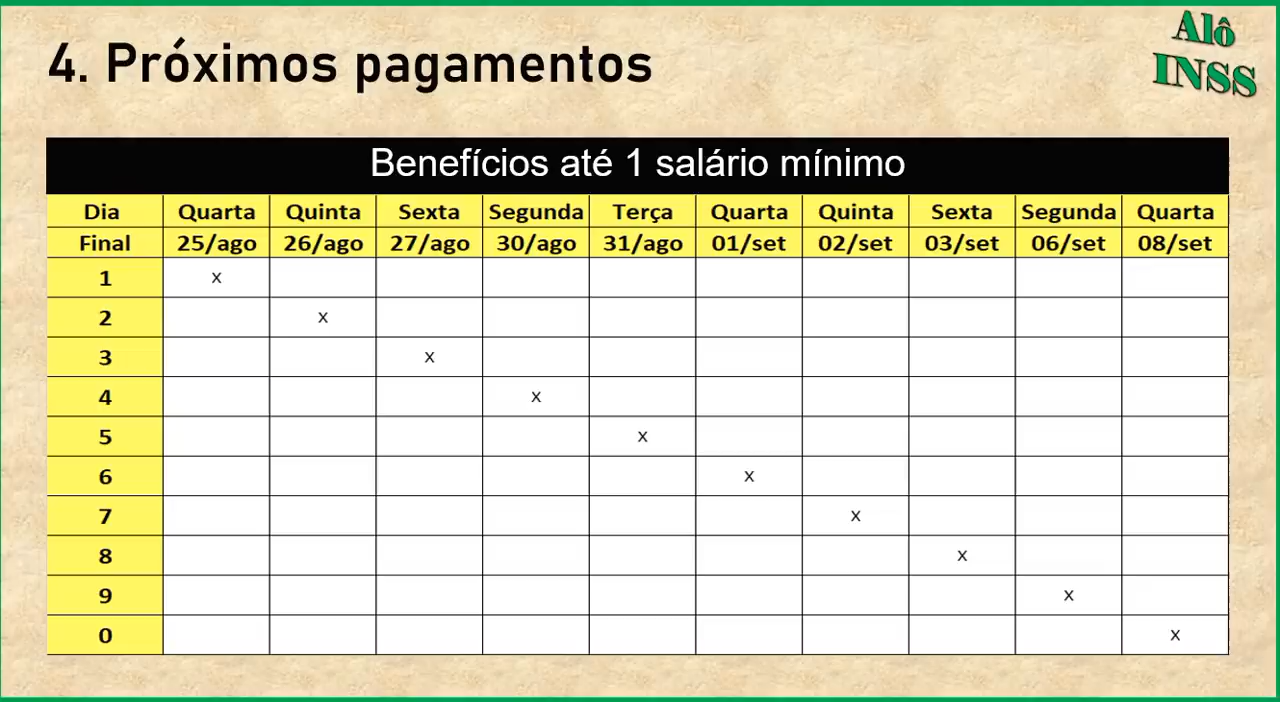 4. Próximos pagamentos
Alô
INSS
Benefícios até 1 salário mínimo
Dia Quarta Quinta Sexta Segunda Terça Quarta Quinta Sexta Segunda Quarta
Final 25/ago 26/ago 27/ago 30/ago 31/ago 01/set 02/set 03/set 06/set 08/set
1 x
2 x
3 x
4 x
5 x
6 x
7 x
8 x
9 x
0 x